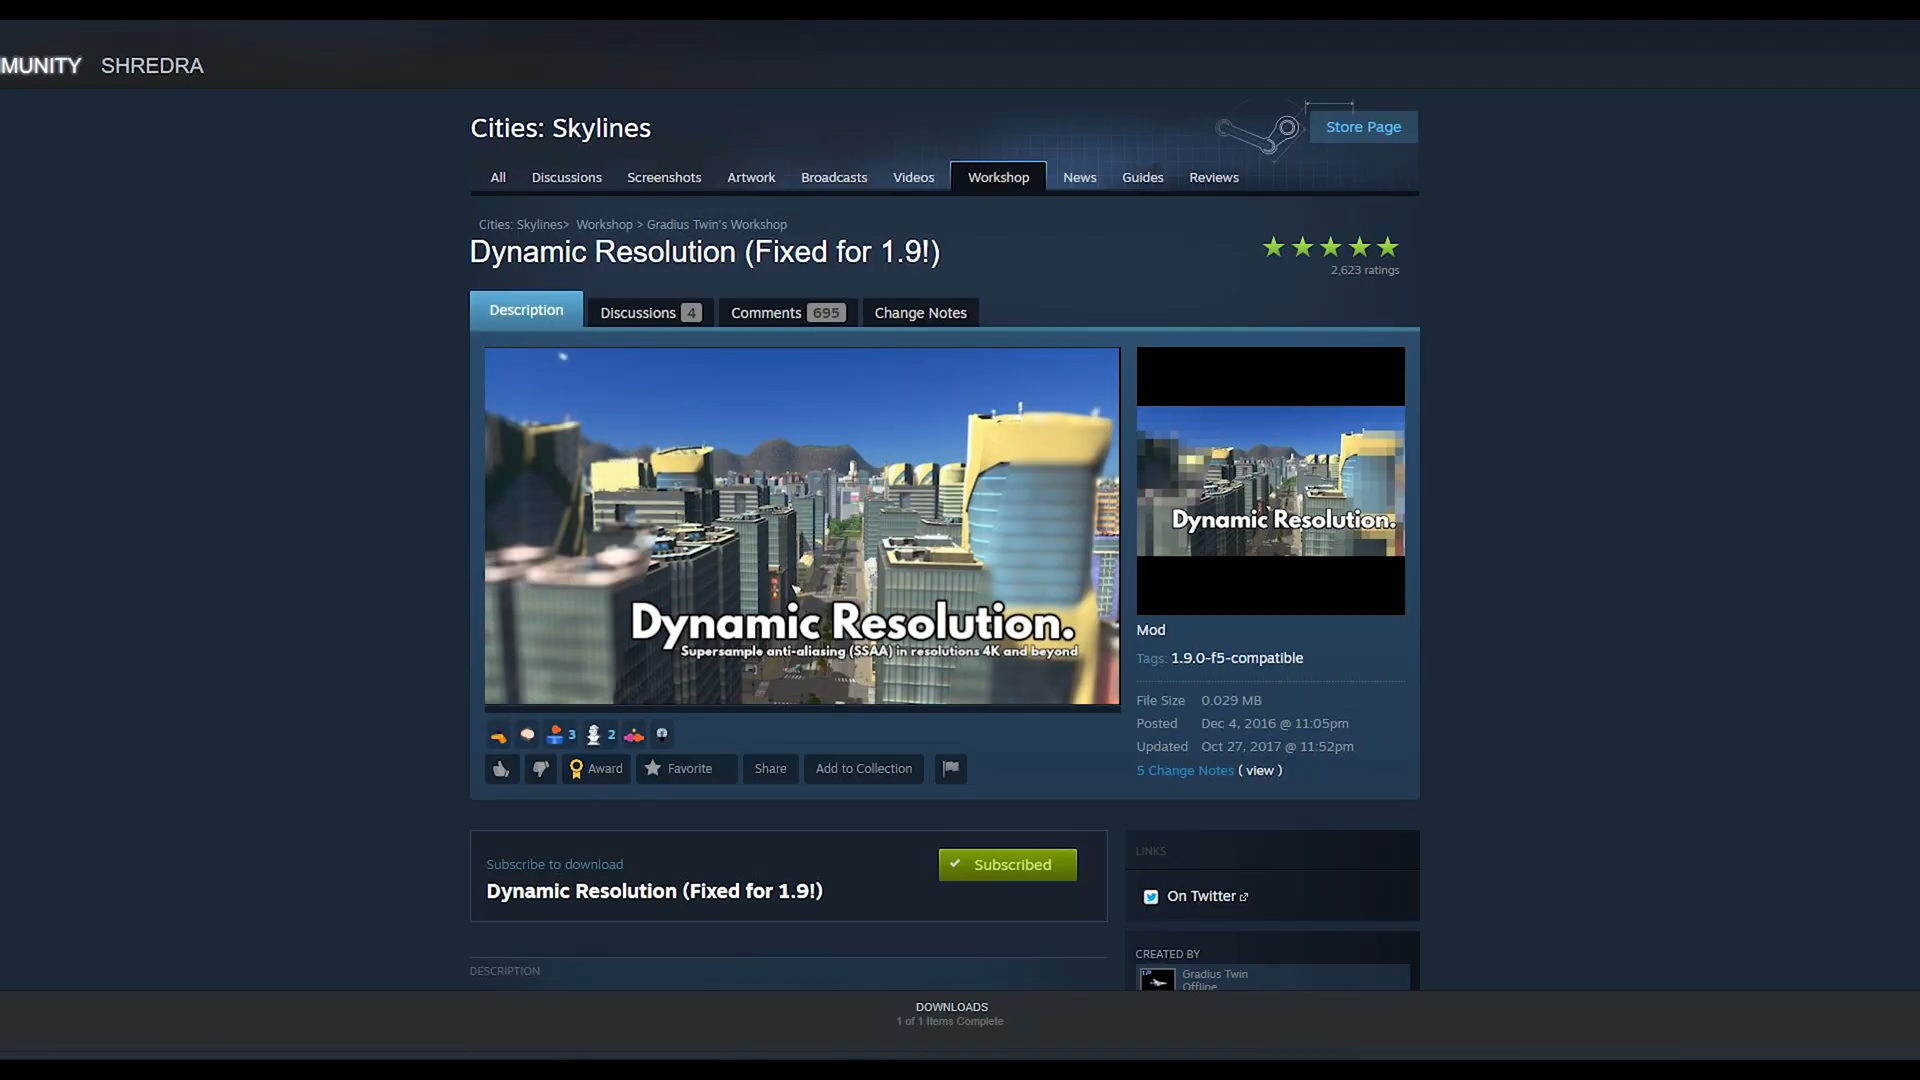 MUNITY SHREDRA
Cities: Skylines
Store Page
All Discussions Screenshots Artwork Broadcasts Videos Workshop News Guides Reviews
Cities: Skylines> Workshop > Gradius Twin's Workshop
Dynamic Resolution (Fixed for 1.9!)
2,623 ratings
Description Discussions 4 Comments 695 Change Notes
Dynamic Resolution.
Supersample anti-aliasing (SSAA) in resolutions 4K and beyond
Dynamic Resolution.
Mod
Tags: 1.9.0-f5-compatible
File Size 0.029 MB
Posted Dec 4, 2016 @ 11:05pm
Updated Oct 27, 2017 @ 11:52pm
5 Change Notes ( view )
3 2
Award Favorite Share Add to Collection
Subscribe to download
Dynamic Resolution (Fixed for 1.9!)
Subscribed
LINKS
On Twitter
CREATED BY
Gradius Twin
Offline
DESCRIPTION
DOWNLOADS
1 of 1 Items Complete